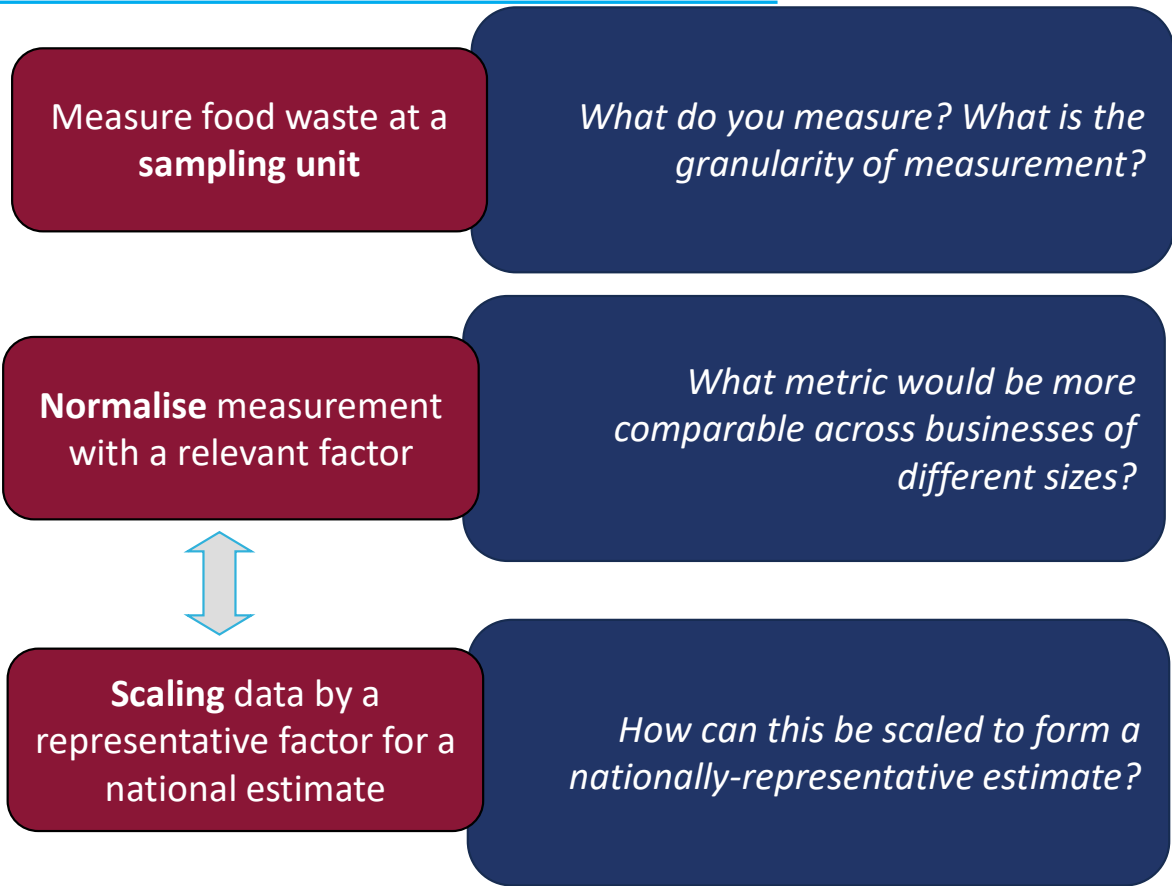 Measure food waste at a
sampling unit
What do you measure? What is the
granularity of measurement?
Normalise measurement
with a relevant factor
What metric would be more
comparable across businesses of
different sizes?
Scaling data by a
representative factor for a
national estimate
How can this be scaled to form a
nationally-representative estimate?